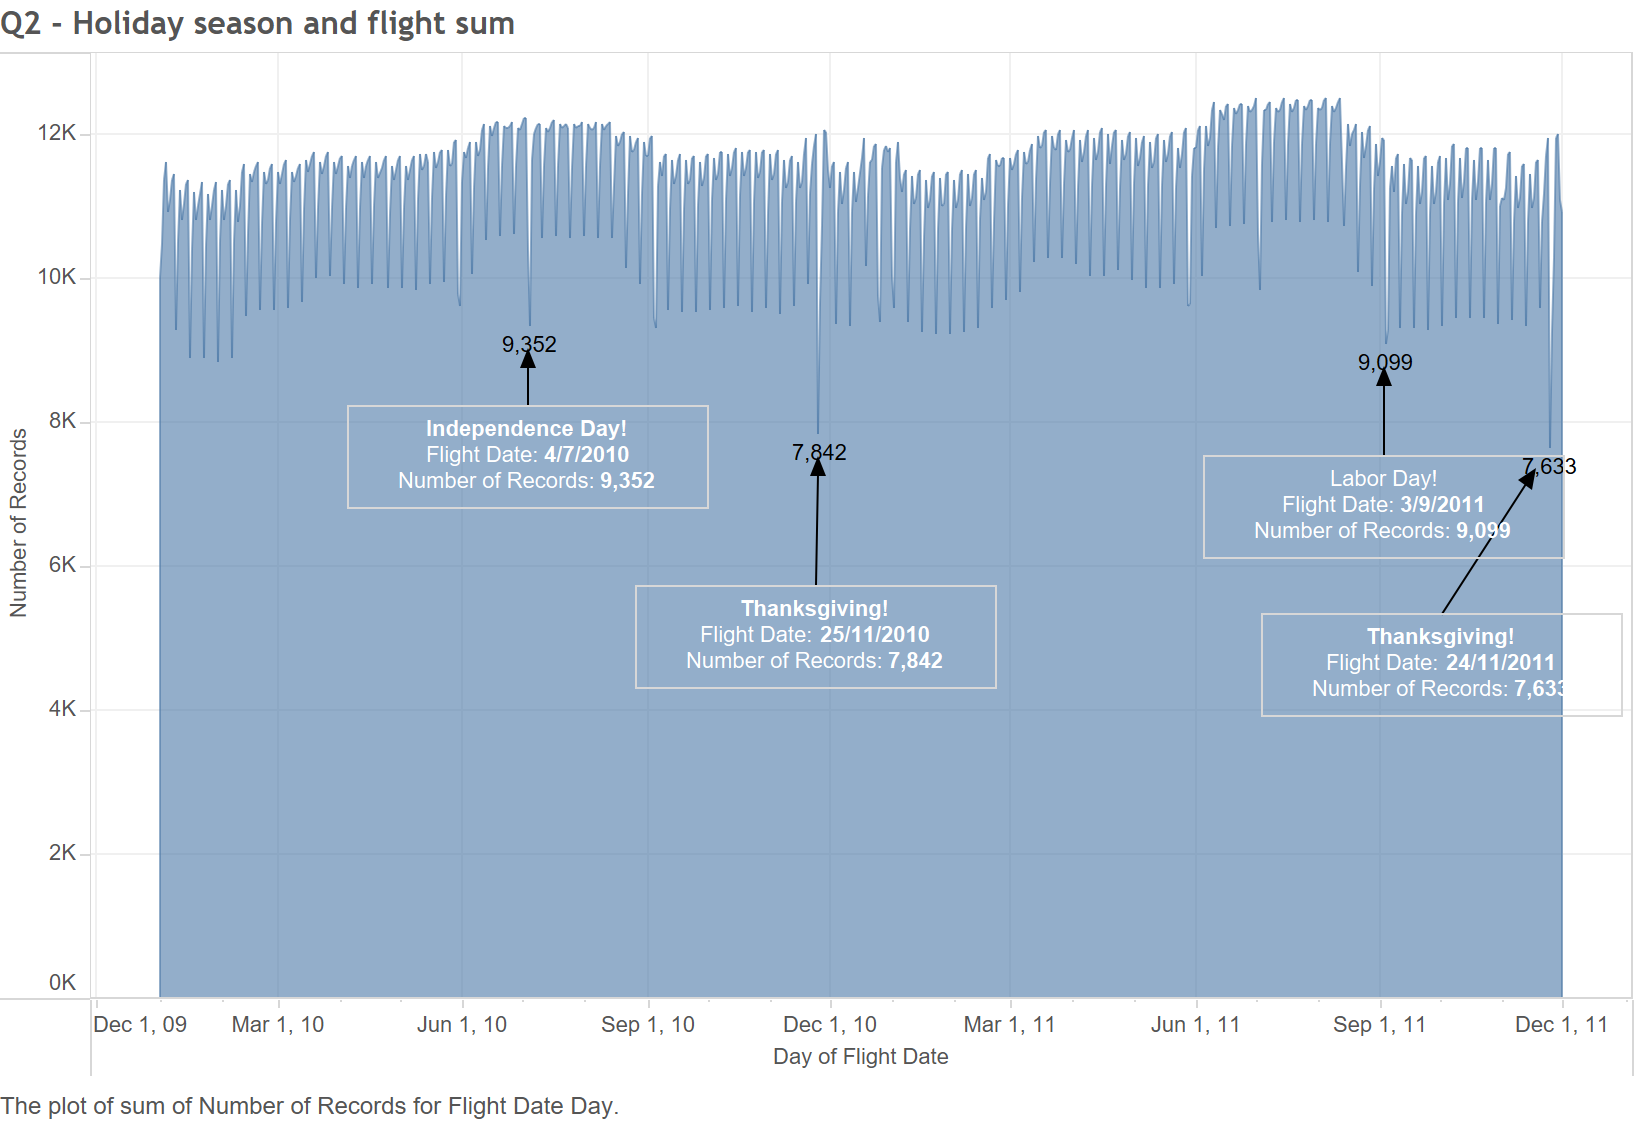 Q2 - Holiday season and flight sum
12K
10K
8K
6K
4K
2K
0K
Number of Records
9,352
Independence Day!
Flight Date: 4/7/2010
Number of Records: 9,352
7,842
Thanksgiving!
Flight Date: 25/11/2010
Number of Records: 7,842
9,099
Labor Day!
Flight Date: 3/9/2011
Number of Records: 9,099
7,633
Thanksgiving!
Flight Date: 24/11/2011
Number of Records: 7,633
Dec 1, 09
Mar 1, 10
Jun 1, 10
Sep 1, 10
Dec 1, 10
Mar 1, 11
Jun 1, 11
Sep 1, 11
Dec 1, 11
Day of Flight Date
The plot of sum of Number of Records for Flight Date Day.